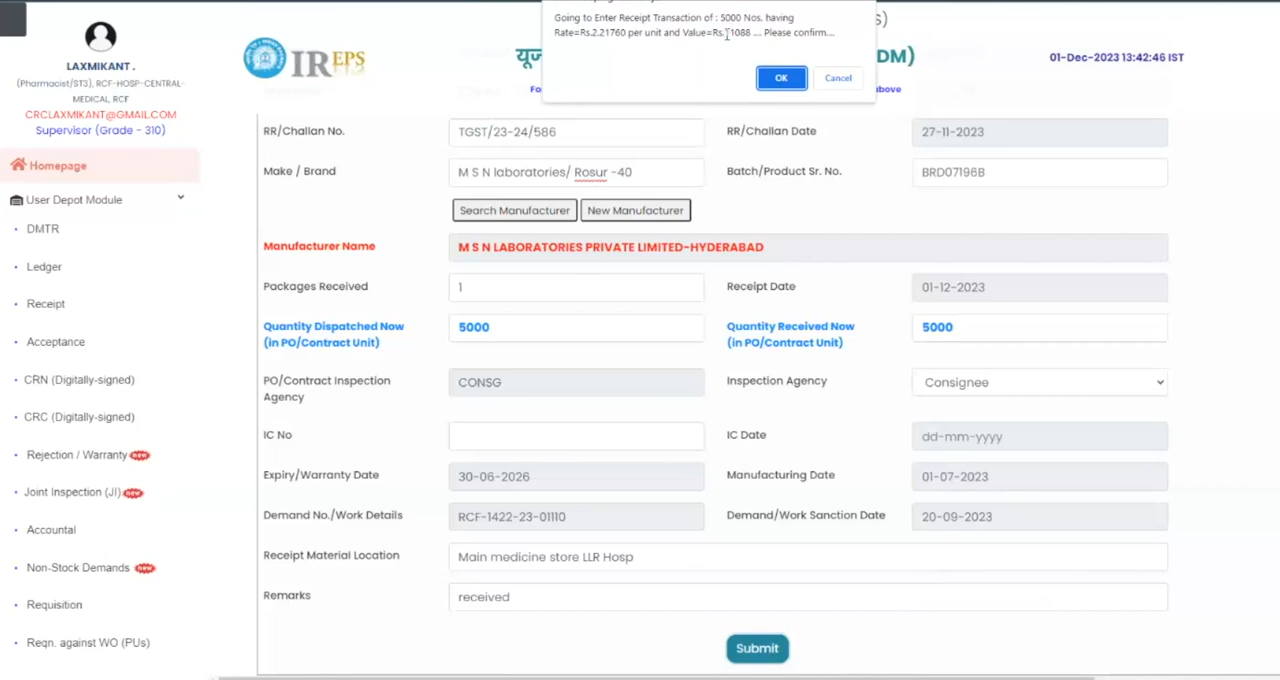 Going to Enter Receipt Transaction of : 5000 Nos. having
Rate=Rs.2.21760 per unit and Value=Rs. 1088 ... Please confirm....
OK
Cancel
S)
LAXMIKANT .
(Pharmacist/ST3), RCF-HOSP-CENTRAL-
MEDICAL, RCF
CRCLAXMIKANT@GMAIL.COM
Supervisor (Grade - 310)
IREPS
यूज
DM)
01-Dec-2023 13:42:46 IST
Fo
above
Homepage
User Depot Module
DMTR
Ledger
Receipt
Acceptance
CRN (Digitally-signed)
CRC (Digitally-signed)
Rejection / Warranty new
Joint Inspection (JI) new
Accountal
Non-Stock Demands new
Requisition
Reqn. against WO (PUs)
RR/Challan No.
TGST/23-24/586
RR/Challan Date
27-11-2023
Make / Brand
M S N laboratories/ Rosur -40
Batch/Product Sr. No.
BRD07196B
Search Manufacturer
New Manufacturer
Manufacturer Name
M S N LABORATORIES PRIVATE LIMITED-HYDERABAD
Packages Received
1
Receipt Date
01-12-2023
Quantity Dispatched Now
(in PO/Contract Unit)
5000
Quantity Received Now
(in PO/Contract Unit)
5000
PO/Contract Inspection
Agency
CONSG
Inspection Agency
Consignee
IC No
IC Date
dd-mm-yyyy
Expiry/Warranty Date
30-06-2026
Manufacturing Date
01-07-2023
Demand No./Work Details
RCF-1422-23-01110
Demand/Work Sanction Date
20-09-2023
Receipt Material Location
Main medicine store LLR Hosp
Remarks
received
Submit